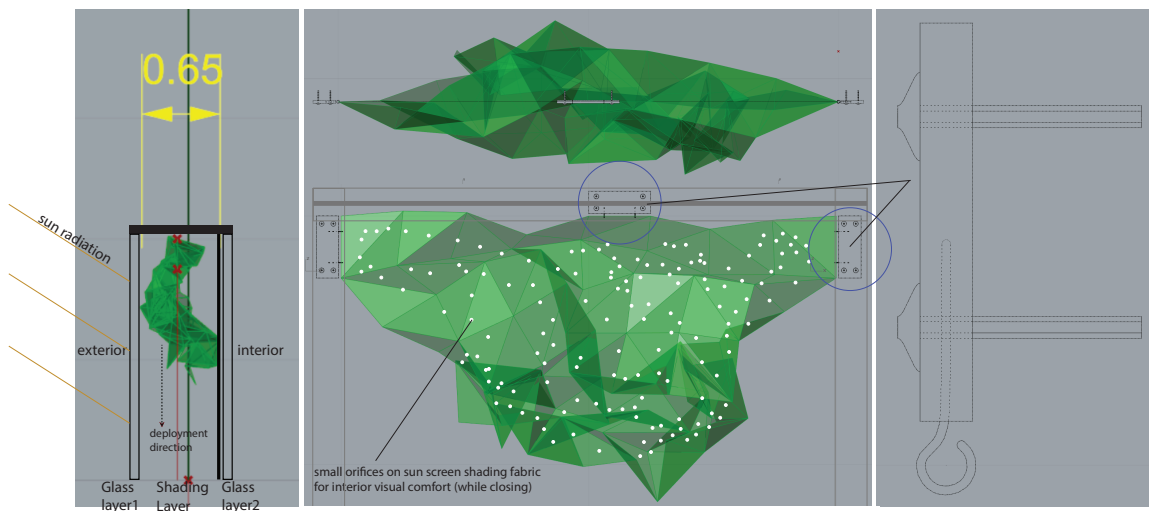 0.65
sun radiation
exterior
interior
deployment
direction
Glass
layer1
Shading
Layer
Glass
layer2
small orifices on sun screen shading fabric
for interior visual comfort (while closing)